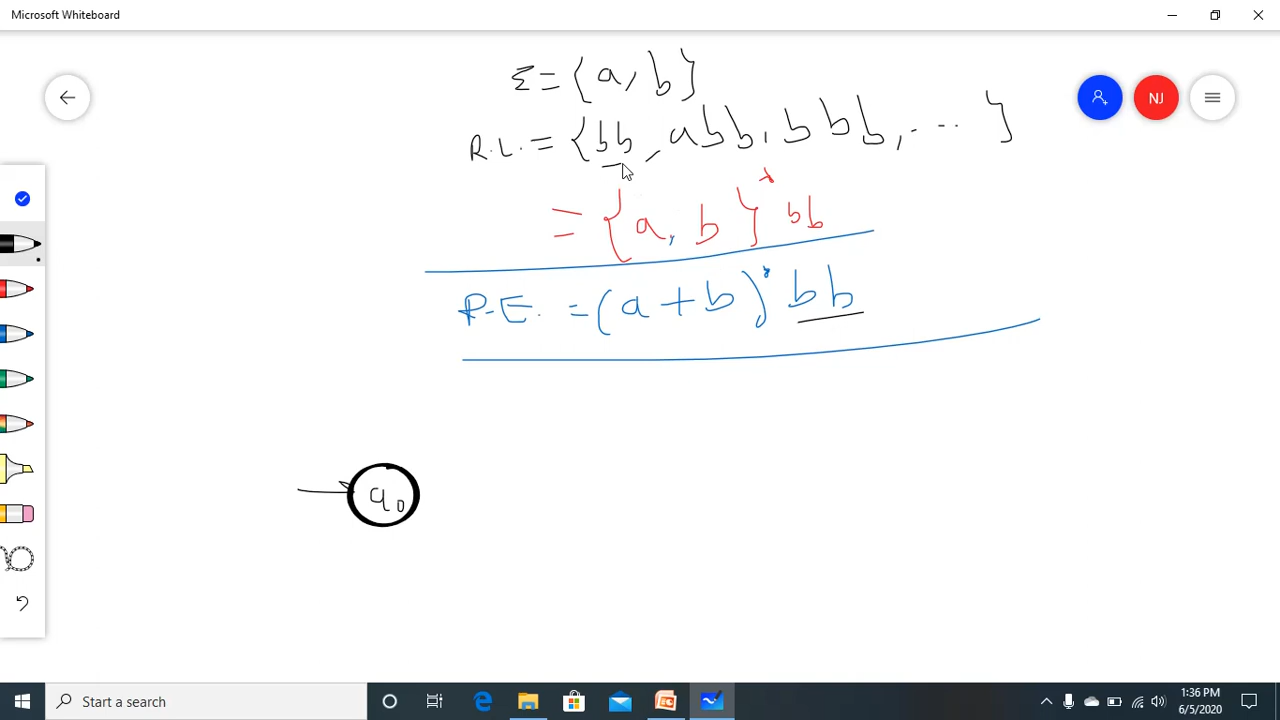 Microsoft Whiteboard
Σ = {a, b}
R.L. = {bb, abb, bbb, ... }
= {a, b}* bb
NJ
R.E. = (a + b)* bb
q0
Start a search
1:36 PM
6/5/2020